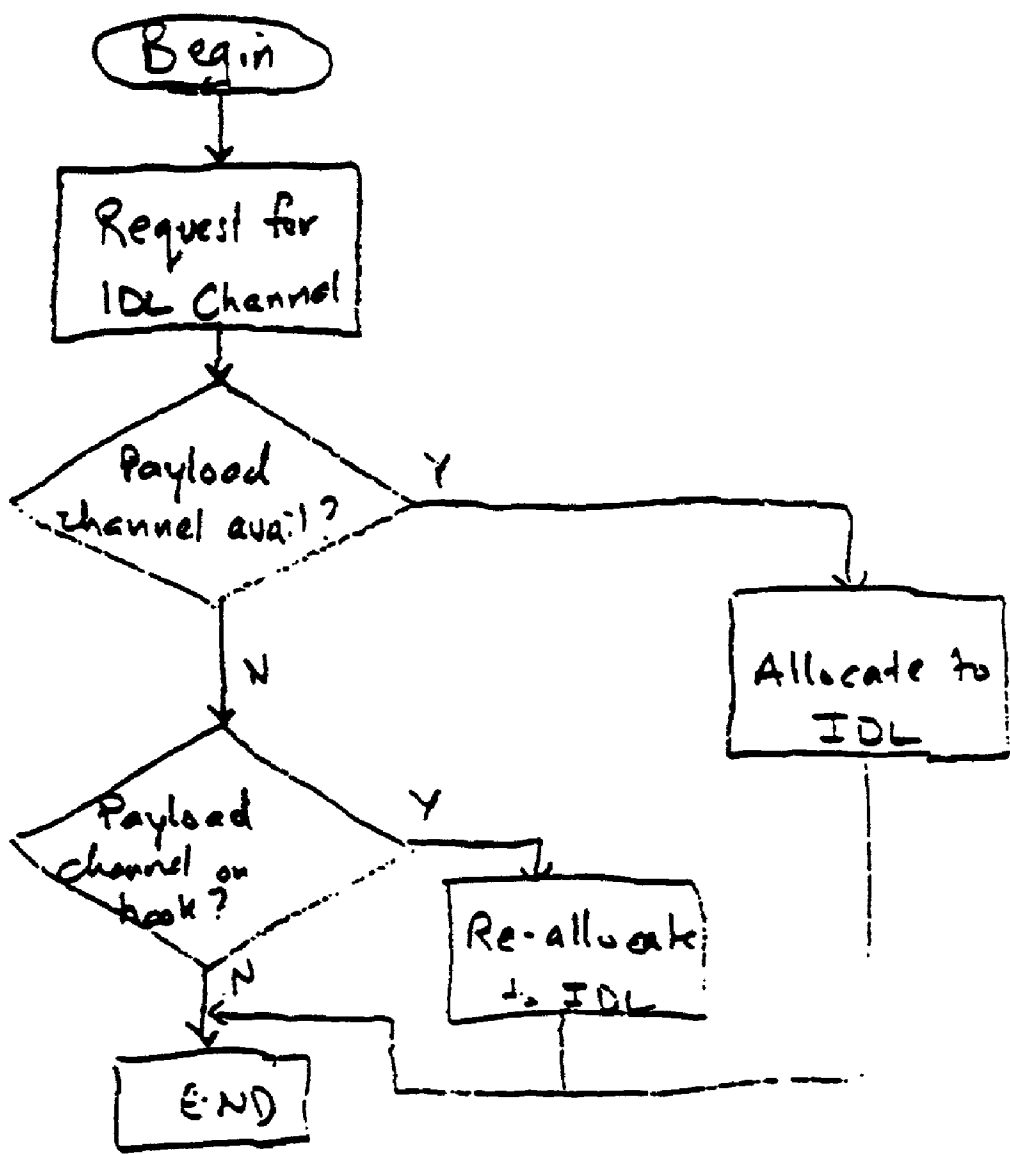 Begin
Request for
IDL Channel
Payload
channel avail?
Y
N
Allocate to
IDL
Payload
channel on
hook?
Y
Re-allocate
to IDL
N
END